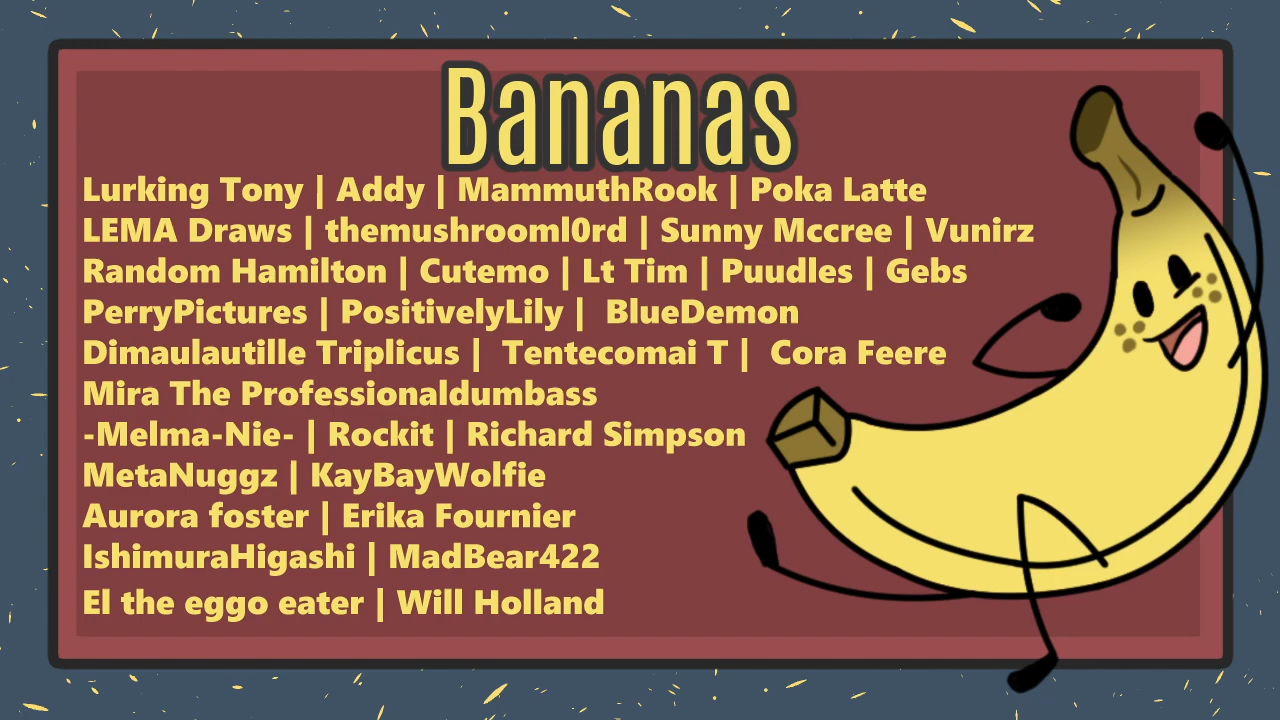 Bananas
Lurking Tony | Addy | MammuthRook | Poka Latte
LEMA Draws | themushrooml0rd | Sunny Mccree | Vunirz
Random Hamilton | Cutemo | Lt Tim | Puudles | Gebs
PerryPictures | PositivelyLily | BlueDemon
Dimaulautille Triplicus | Tentecomai T | Cora Feere
Mira The Professionaldumbass
-Melma-Nie- | Rockit | Richard Simpson
MetaNuggz | KayBayWolfie
Aurora foster | Erika Fournier
IshimuraHigashi | MadBear422
El the eggo eater | Will Holland